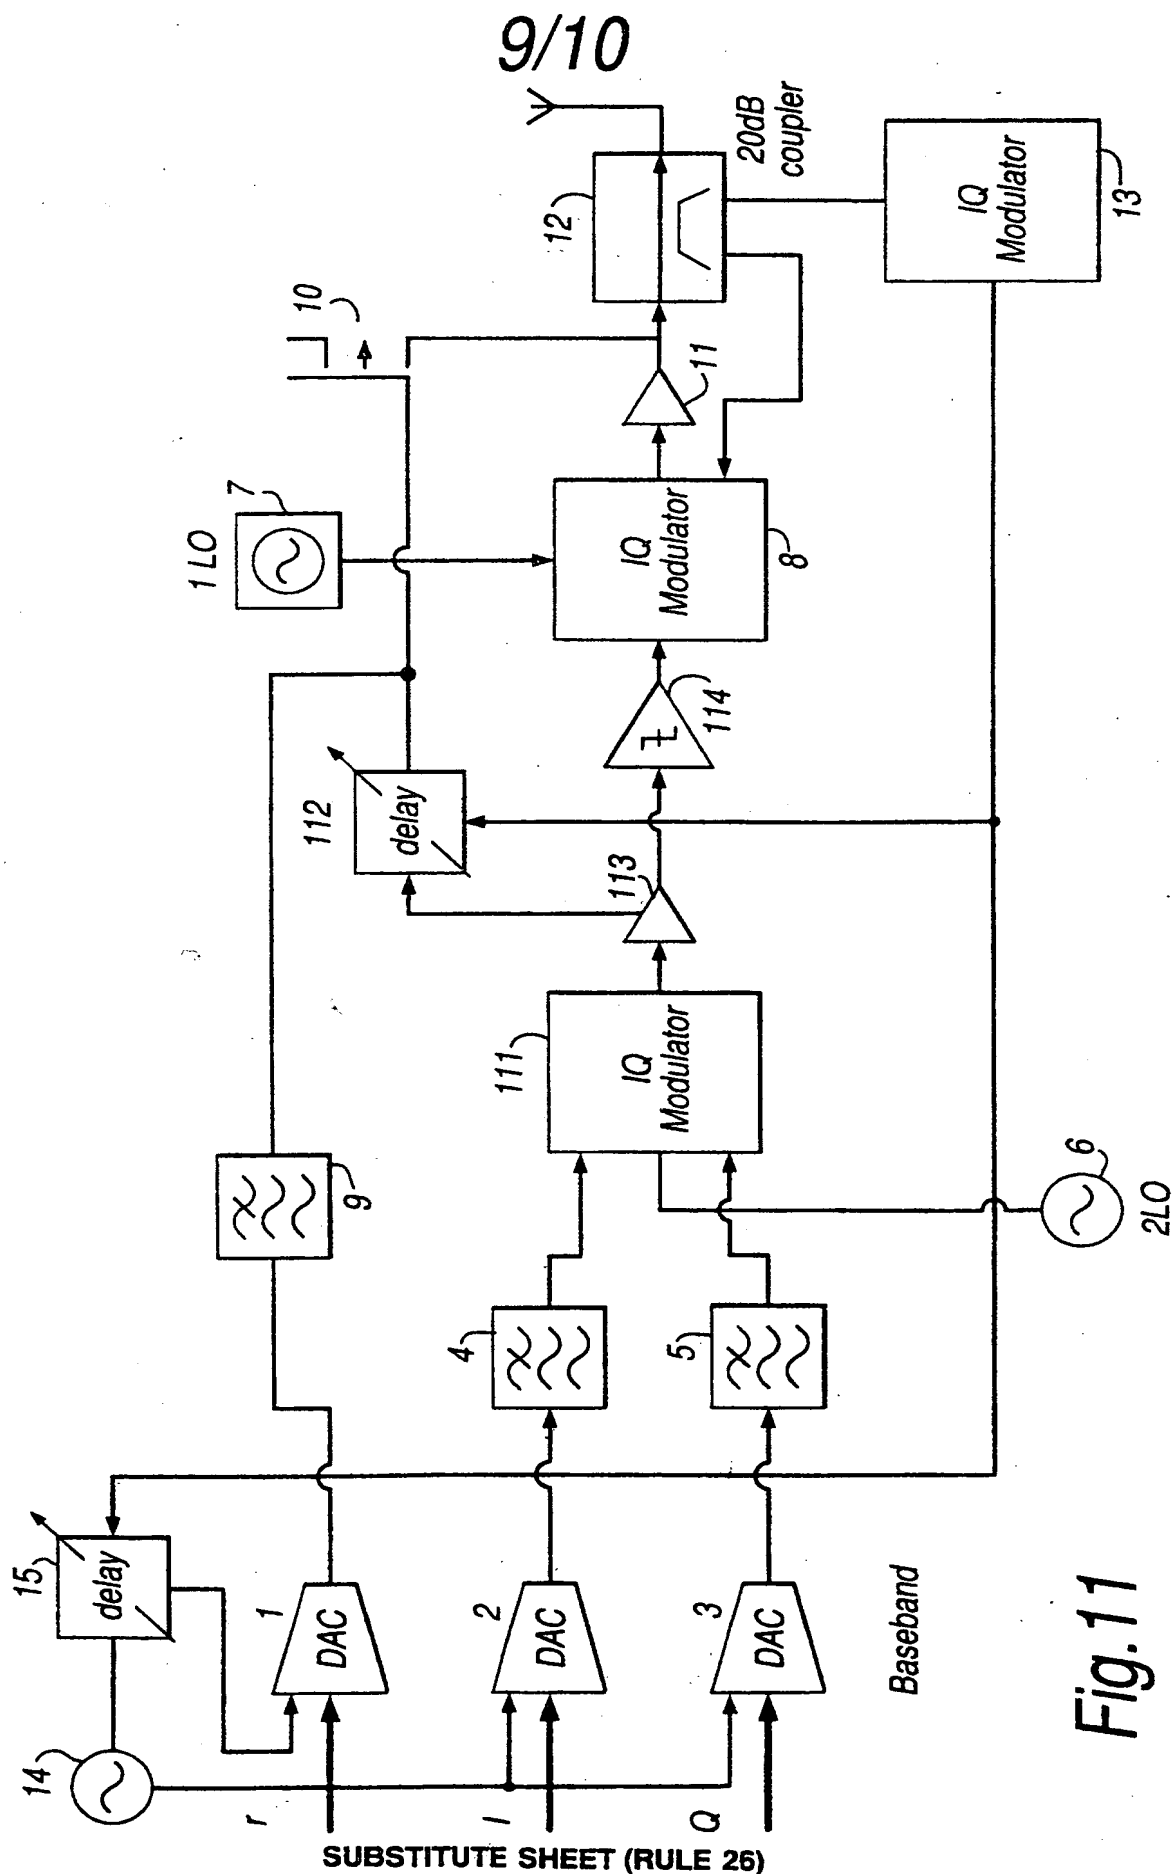 9/10
14
15
delay
1
DAC
r
2
DAC
I
3
DAC
Q
Baseband
9
4
5
6
2LO
111
IQ
Modulator
113
112
delay
114
1 LO
7
IQ
Modulator
8
10
11
12
20dB
coupler
IQ
Modulator
13
Fig.11
SUBSTITUTE SHEET (RULE 26)